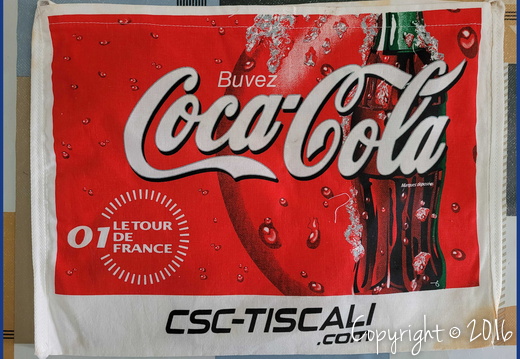 Buvez
Coca-Cola
01 LE TOUR
DE
FRANCE
CSC-TISCALI
.com
Copyright © 2016